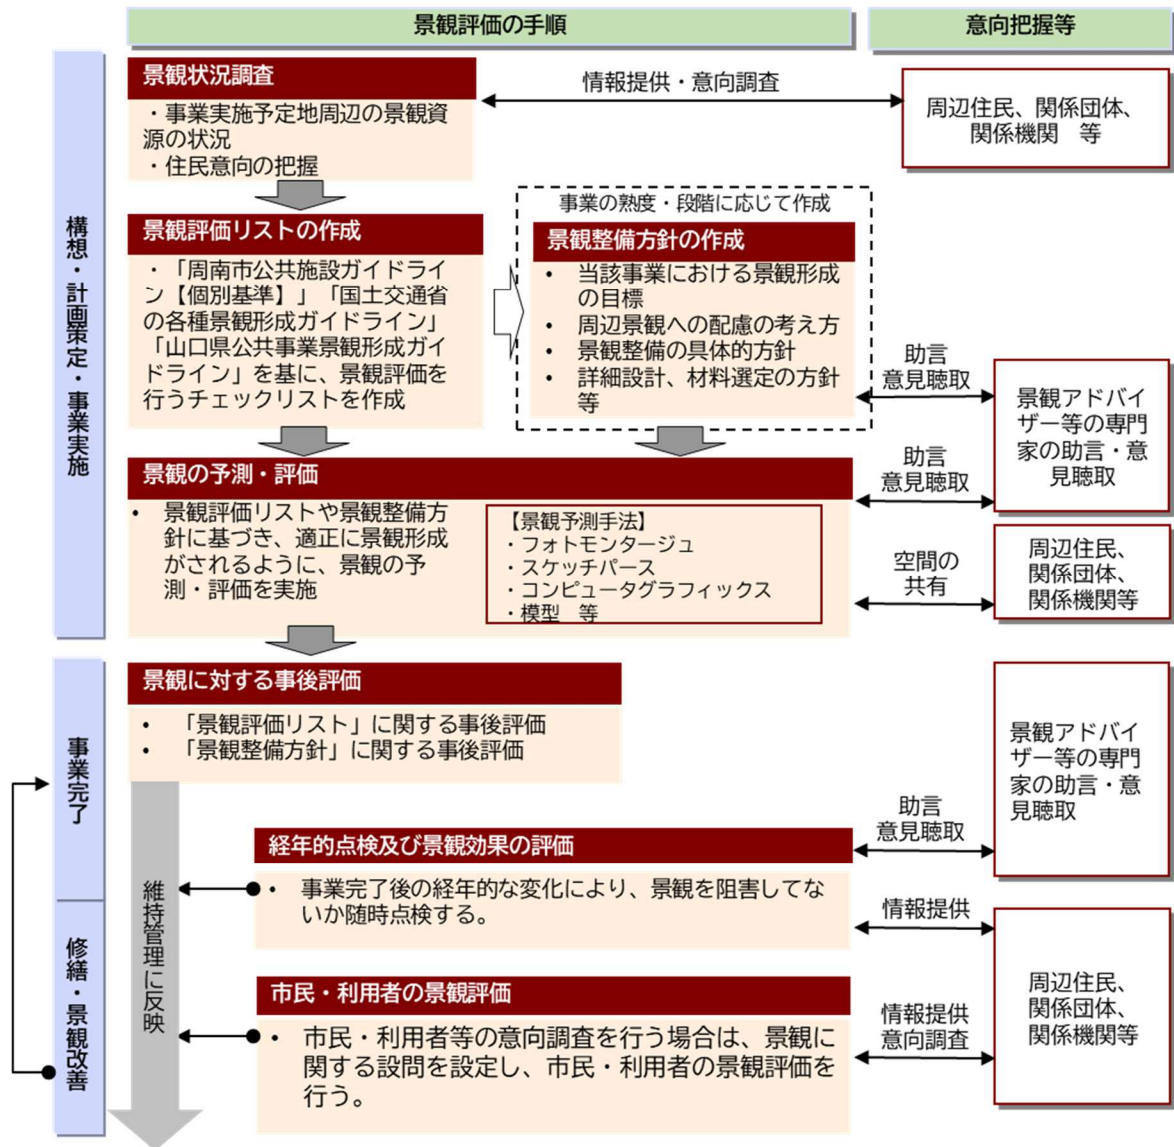 景観評価の手順
意向把握等
構想・計画策定・事業実施
景観状況調査
・事業実施予定地周辺の景観資
源の状況
・住民意向の把握
情報提供・意向調査
周辺住民、関係団体、
関係機関　等
景観評価リストの作成
・「周南市公共施設ガイドライ
ン【個別基準】」「国土交通省
の各種景観形成ガイドライン」
「山口県公共事業景観形成ガイ
ドライン」を基に、景観評価を
行うチェックリストを作成
事業の熟度・段階に応じて作成
景観整備方針の作成
• 当該事業における景観形成
の目標
• 周辺景観への配慮の考え方
• 景観整備の具体的方針
• 詳細設計、材料選定の方針
等
助言
意見聴取
景観アドバイ
ザー等の専門
家の助言・意
見聴取
景観の予測・評価
• 景観評価リストや景観整備方
針に基づき、適正に景観形成
がされるように、景観の予
測・評価を実施
【景観予測手法】
・フォトモンタージュ
・スケッチパース
・コンピュータグラフィックス
・模型　等
助言
意見聴取
空間の
共有
周辺住民、
関係団体、
関係機関等
事業完了
景観に対する事後評価
• 「景観評価リスト」に関する事後評価
• 「景観整備方針」に関する事後評価
景観アドバイ
ザー等の専門
家の助言・意
見聴取
維持管理に反映
経年的点検及び景観効果の評価
• 事業完了後の経年的な変化により、景観を阻害してな
いか随時点検する。
助言
意見聴取
情報提供
修繕・景観改善
市民・利用者の景観評価
• 市民・利用者等の意向調査を行う場合は、景観に
関する設問を設定し、市民・利用者の景観評価を
行う。
情報提供
意向調査
周辺住民、
関係団体、
関係機関等